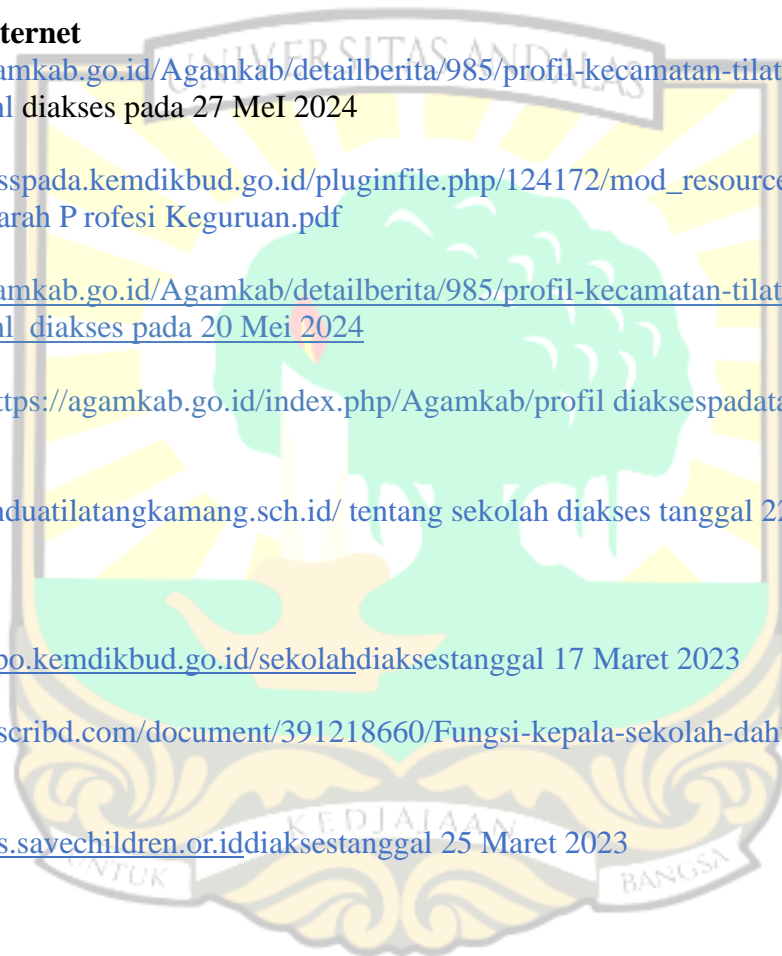 ternet
amkab.go.id/Agamkab/detailberita/985/profil-kecamatan-tilat
nl diakses pada 27 MeI 2024
sspada.kemdikbud.go.id/pluginfile.php/124172/mod_resource
arah P rofesi Keguruan.pdf
amkab.go.id/Agamkab/detailberita/985/profil-kecamatan-tilat
nl diakses pada 20 Mei 2024
ttps://agamkab.go.id/index.php/Agamkab/profil diaksespadata
nduatilatangkamang.sch.id/ tentang sekolah diakses tanggal 22
po.kemdikbud.go.id/sekolahdiaksestanggal 17 Maret 2023
scribd.com/document/391218660/Fungsi-kepala-sekolah-dah
s.savechildren.or.iddiaksestanggal 25 Maret 2023
UNIVERSITAS ANDALAS
KEDJAJAAN
UNTUK BANGSA